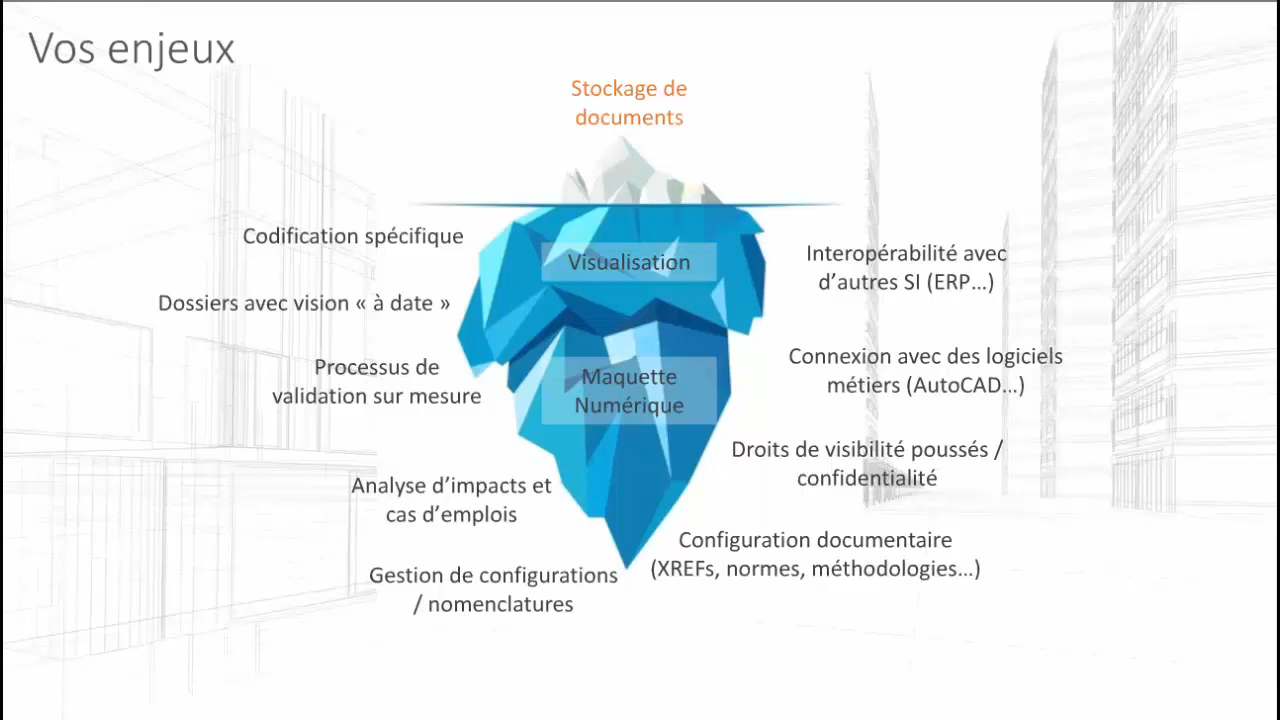 Vos enjeux
Stockage de
documents
Codification spécifique
Dossiers avec vision « à date »
Processus de
validation sur mesure
Analyse d’impacts et
cas d’emplois
Gestion de configurations
/ nomenclatures
Visualisation
Maquette
Numérique
Interopérabilité avec
d’autres SI (ERP...)
Connexion avec des logiciels
métiers (AutoCAD...)
Droits de visibilité poussés /
confidentialité
Configuration documentaire
(XREFs, normes, méthodologies...)